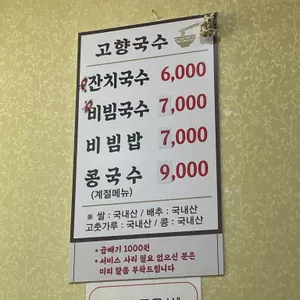 고향국수
잔치국수 6,000
비빔국수 7,000
비빔밥 7,000
콩국수 9,000
(계절메뉴)
※ 쌀 : 국내산 / 배추 : 국내산
고춧가루 : 국내산 / 콩 : 국내산
• 곱빼기 1000원
• 서비스 사리 필요 없으신 분은
미리 말씀 부탁드립니다